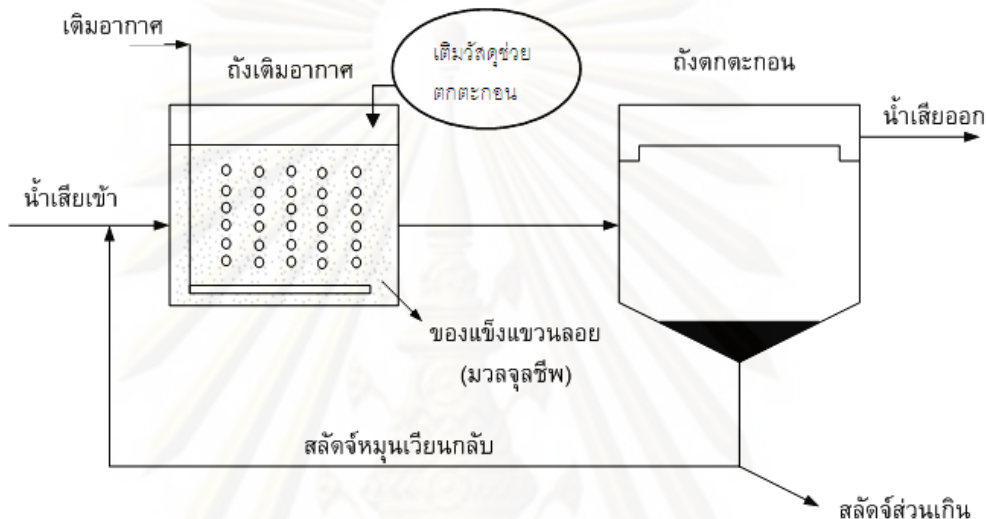 เติมอากาศ
ถังเติมอากาศ
เติมวัสดุช่วย
ตกตะกอน
ถังตกตะกอน
น้ำเสียออก
น้ำเสียเข้า
ของแข็งแขวนลอย
(มวลจุลชีพ)
สลัดจ์หมุนเวียนกลับ
สลัดจ์ส่วนเกิน